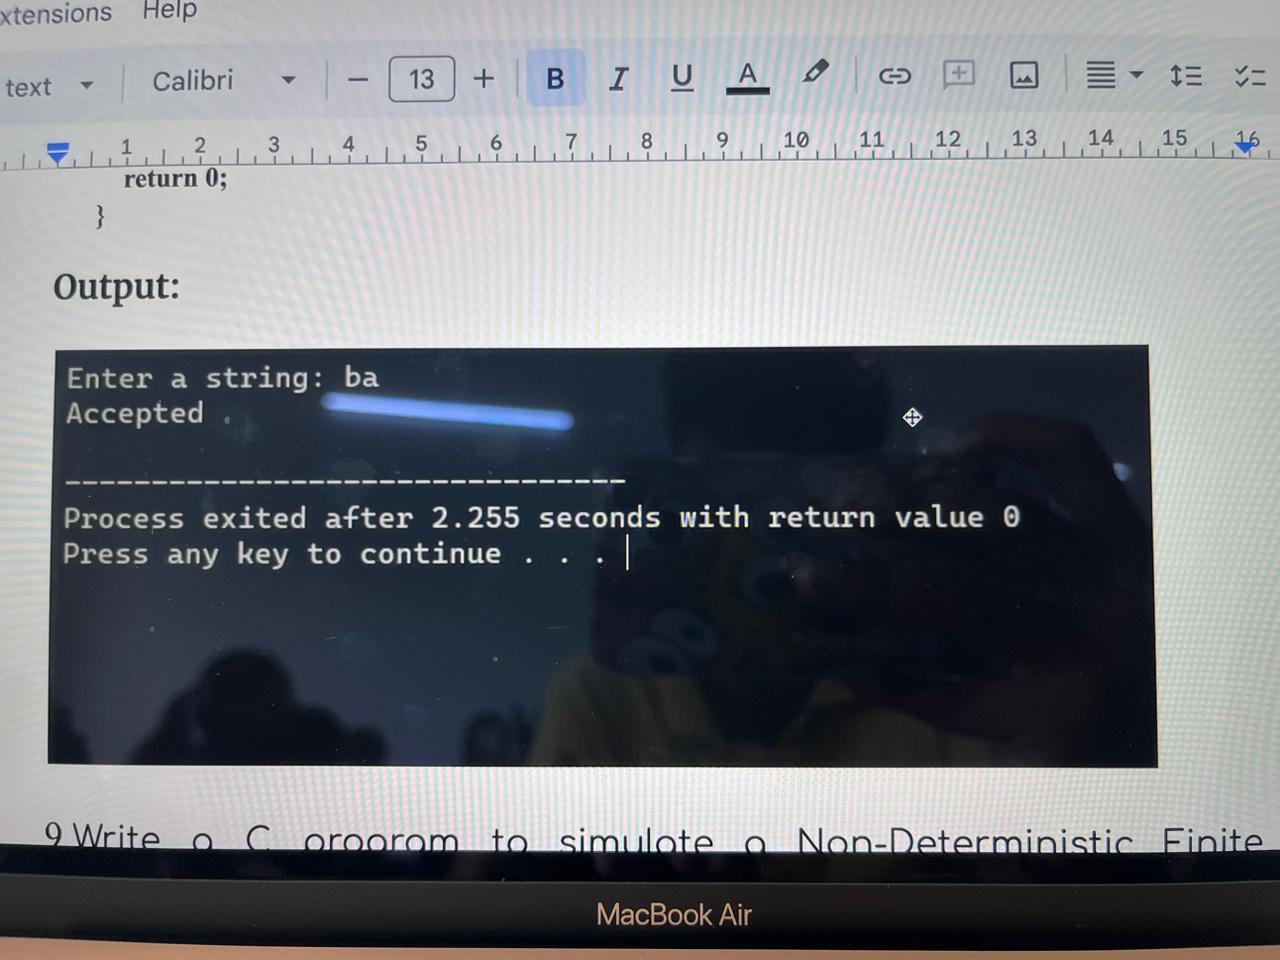 xtensions Help
text Calibri − 13 + B I U A
1 2 3 4 5 6 7 8 9 10 11 12 13 14 15 16
return 0;
}
Output:
Enter a string: ba
Accepted
--------------------------------
Process exited after 2.255 seconds with return value 0
Press any key to continue . . .
9 Write a C program to simulate a Non-Deterministic Finite
MacBook Air